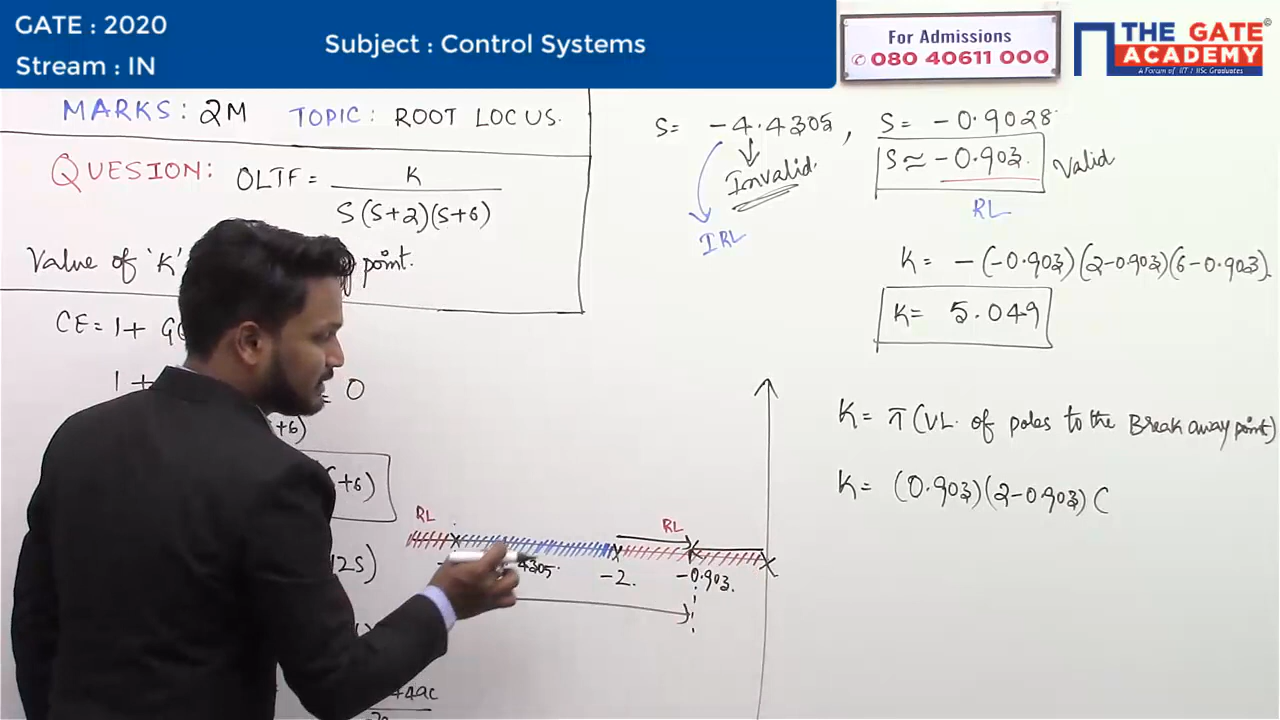 GATE : 2020
Stream : IN
Subject : Control Systems
For Admissions
✆ 080 40611 000
THE GATE ACADEMY
A Forum of IIT / IISc Graduates
MARKS: 2M TOPIC: ROOT LOCUS.
QUESION: OLTF = K
S(S+2)(S+6)
Value of 'K' point.
CE = 1+
1+ = 0
+6)
+6)
12S)
S= -4.4305, S= -0.9028
Invalid. S≈ -0.903. Valid
IRL RL
K= -(-0.903)(2-0.903)(6-0.903).
K= 5.049
K= π(VL. of poles to the Break away point)
K= (0.903)(2-0.903)(
RL RL
4305. -2. -0.903.
4ac